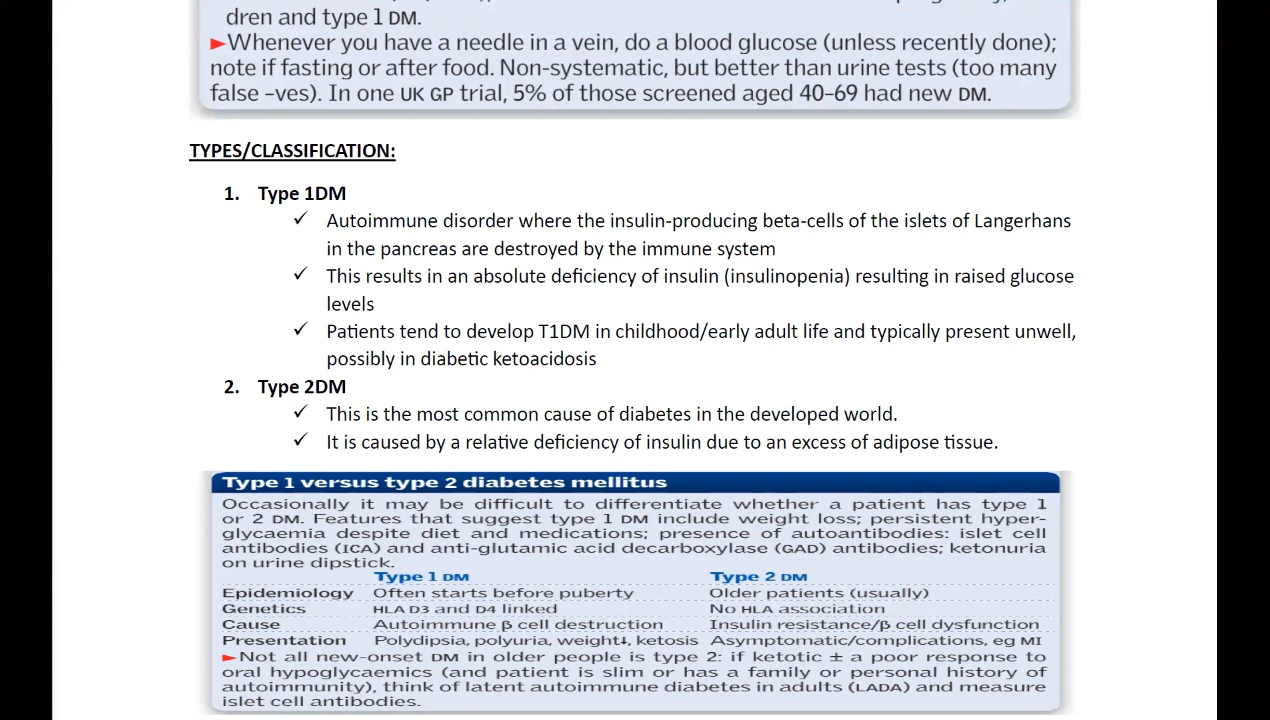 dren and type 1 DM.
►Whenever you have a needle in a vein, do a blood glucose (unless recently done);
note if fasting or after food. Non-systematic, but better than urine tests (too many
false –ves). In one UK GP trial, 5% of those screened aged 40–69 had new DM.
TYPES/CLASSIFICATION:
1. Type 1DM
✓ Autoimmune disorder where the insulin-producing beta-cells of the islets of Langerhans
in the pancreas are destroyed by the immune system
✓ This results in an absolute deficiency of insulin (insulinopenia) resulting in raised glucose
levels
✓ Patients tend to develop T1DM in childhood/early adult life and typically present unwell,
possibly in diabetic ketoacidosis
2. Type 2DM
✓ This is the most common cause of diabetes in the developed world.
✓ It is caused by a relative deficiency of insulin due to an excess of adipose tissue.
Type 1 versus type 2 diabetes mellitus
Occasionally it may be difficult to differentiate whether a patient has type 1
or 2 DM. Features that suggest type 1 DM include weight loss; persistent hyper-
glycaemia despite diet and medications; presence of autoantibodies: islet cell
antibodies (ICA) and anti-glutamic acid decarboxylase (GAD) antibodies; ketonuria
on urine dipstick.
Type 1 DM Type 2 DM
Epidemiology Often starts before puberty Older patients (usually)
Genetics HLA D3 and D4 linked No HLA association
Cause Autoimmune β cell destruction Insulin resistance/β cell dysfunction
Presentation Polydipsia, polyuria, weight↓, ketosis Asymptomatic/complications, eg MI
►Not all new-onset DM in older people is type 2: if ketotic ± a poor response to
oral hypoglycaemics (and patient is slim or has a family or personal history of
autoimmunity), think of latent autoimmune diabetes in adults (LADA) and measure
islet cell antibodies.